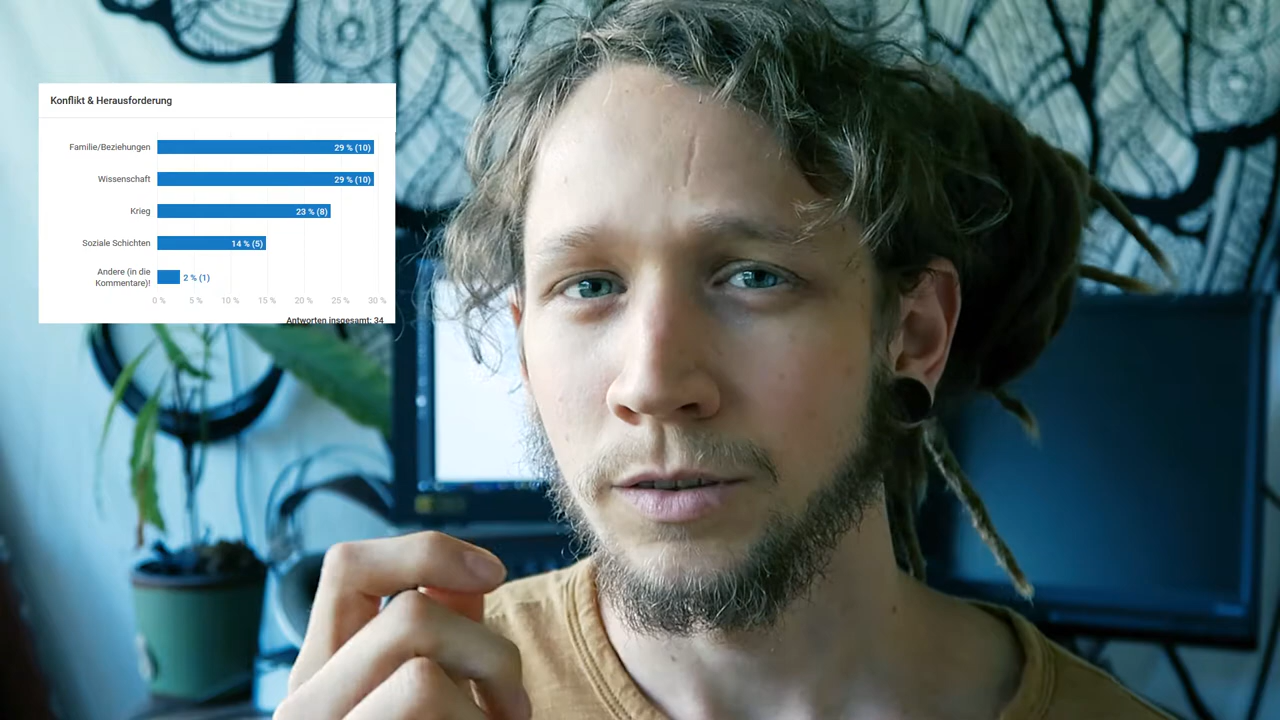 Konflikt & Herausforderung
Familie/Beziehungen 29 % (10)
Wissenschaft 29 % (10)
Krieg 23 % (8)
Soziale Schichten 14 % (5)
Andere (in die
Kommentare)! 2 % (1)
0 % 5 % 10 % 15 % 20 % 25 % 30 %
Antworten insgesamt: 34